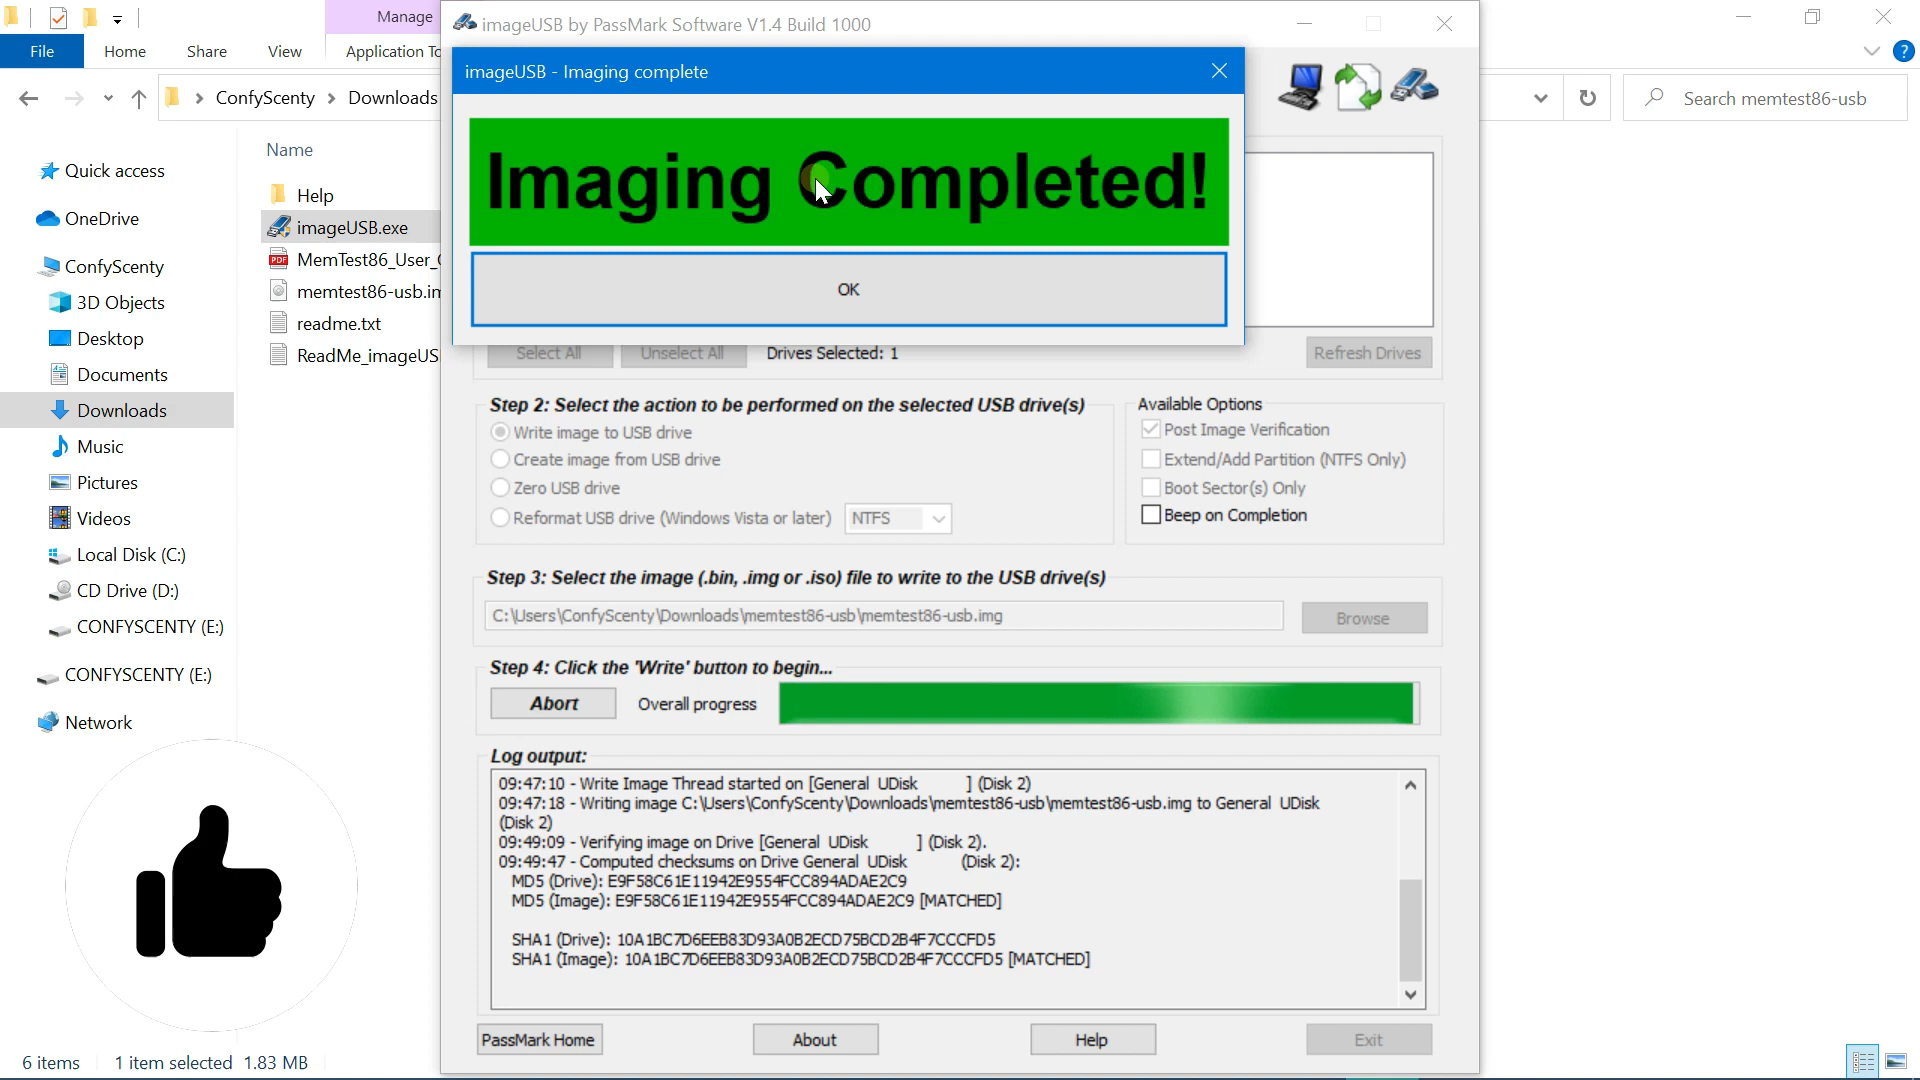 Manage
File
Home
Share
View
Application To
ConfyScenty
Downloads
Search memtest86-usb
?
Quick access
OneDrive
ConfyScenty
3D Objects
Desktop
Documents
Downloads
Music
Pictures
Videos
Local Disk (C:)
CD Drive (D:)
CONFYSCENTY (E:)
CONFYSCENTY (E:)
Network
Name
Help
imageUSB.exe
PDF
MemTest86_User_G
memtest86-usb.im
readme.txt
ReadMe_imageUS
6 items
1 item selected 1.83 MB
imageUSB by PassMark Software V1.4 Build 1000
imageUSB - Imaging complete
Imaging Completed!
OK
Select All
Unselect All
Drives Selected: 1
Refresh Drives
Step 2: Select the action to be performed on the selected USB drive(s)
Write image to USB drive
Create image from USB drive
Zero USB drive
Reformat USB drive (Windows Vista or later)
NTFS
Available Options
Post Image Verification
Extend/Add Partition (NTFS Only)
Boot Sector(s) Only
Beep on Completion
Step 3: Select the image (.bin, .img or .iso) file to write to the USB drive(s)
C:\Users\ConfyScenty\Downloads\memtest86-usb\memtest86-usb.img
Browse
Step 4: Click the 'Write' button to begin...
Abort
Overall progress
Log output:
09:47:10 - Write Image Thread started on [General UDisk ] (Disk 2)
09:47:18 - Writing image C:\Users\ConfyScenty\Downloads\memtest86-usb\memtest86-usb.img to General UDisk
(Disk 2)
09:49:09 - Verifying image on Drive [General UDisk ] (Disk 2).
09:49:47 - Computed checksums on Drive General UDisk (Disk 2):
MD5 (Drive): E9F58C61E11942E9554FCC894ADAE2C9
MD5 (Image): E9F58C61E11942E9554FCC894ADAE2C9 [MATCHED]
SHA1 (Drive): 10A1BC7D6EEB83D93A0B2ECD75BCD2B4F7CCCFD5
SHA1 (Image): 10A1BC7D6EEB83D93A0B2ECD75BCD2B4F7CCCFD5 [MATCHED]
PassMark Home
About
Help
Exit